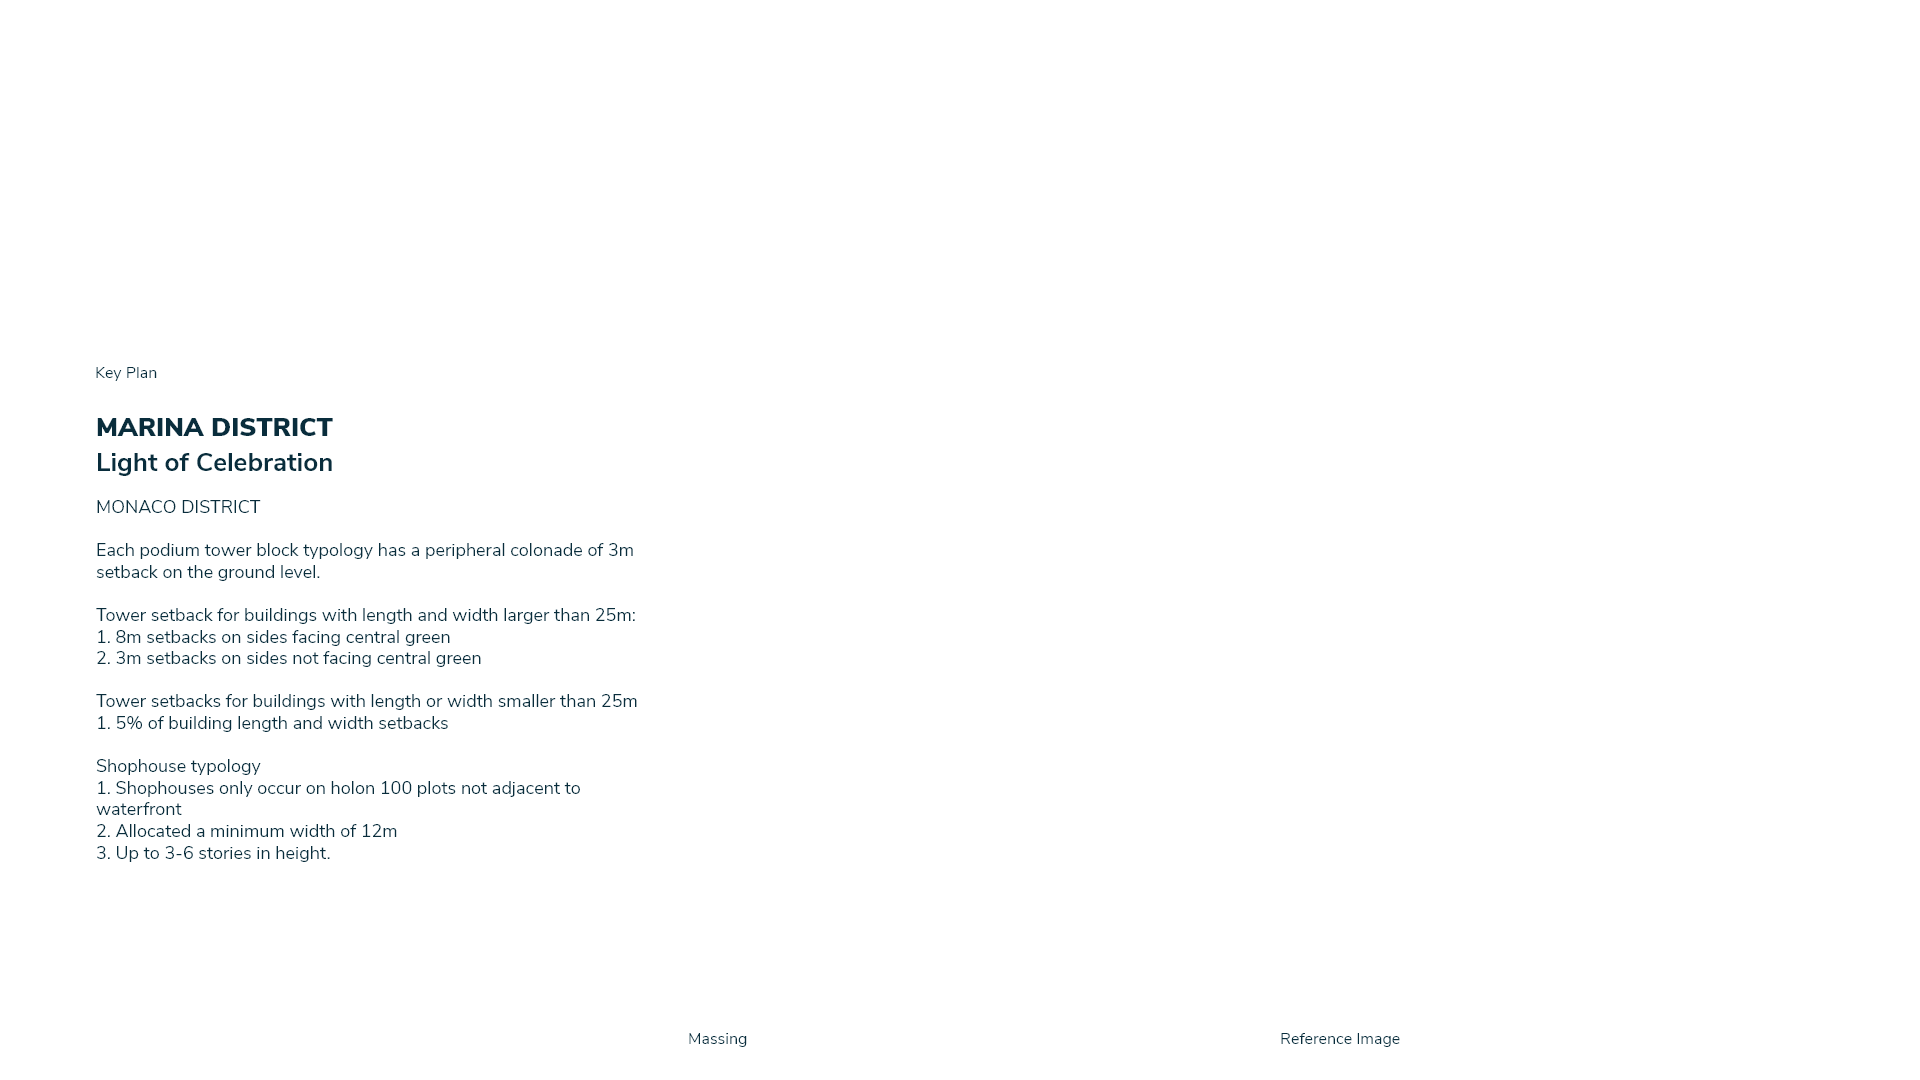 Key Plan
MARINA DISTRICT
Light of Celebration
MONACO DISTRICT
Each podium tower block typology has a peripheral colonade of 3m
setback on the ground level.
Tower setback for buildings with length and width larger than 25m:
1. 8m setbacks on sides facing central green
2. 3m setbacks on sides not facing central green
Tower setbacks for buildings with length or width smaller than 25m
1. 5% of building length and width setbacks
Shophouse typology
1. Shophouses only occur on holon 100 plots not adjacent to
waterfront
2. Allocated a minimum width of 12m
3. Up to 3-6 stories in height.
Massing
Reference Image